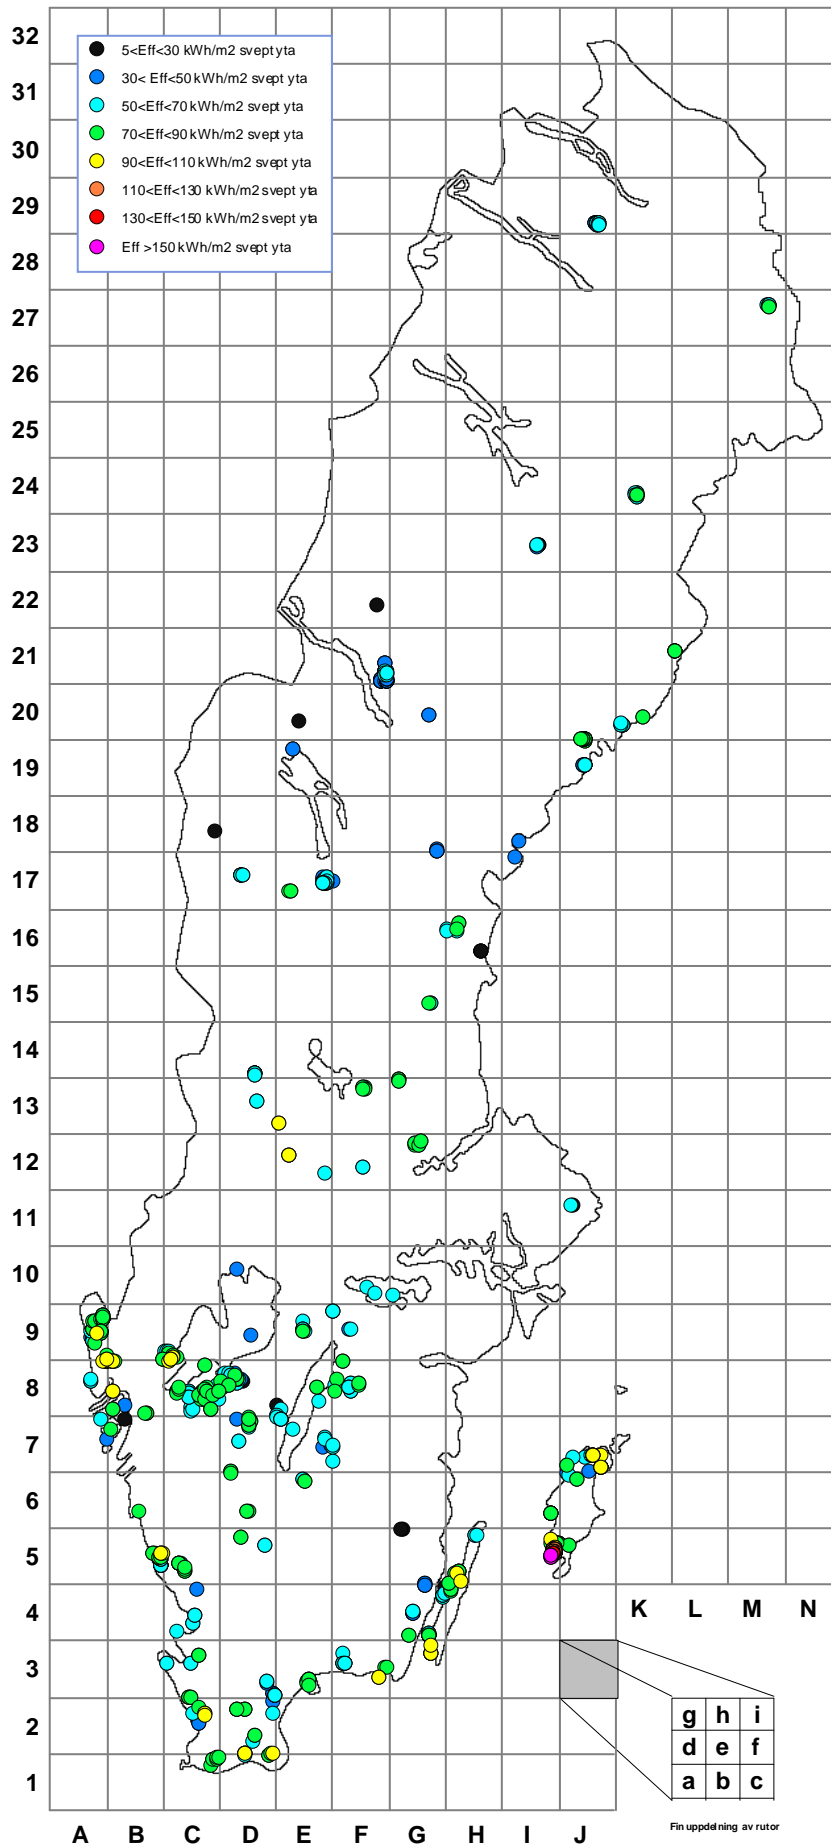 32
31
30
29
28
27
26
25
24
23
22
21
20
19
18
17
16
15
14
13
12
11
10
9
8
7
6
5
4
3
2
1
5<Eff<30 kWh/m2 svept yta
30< Eff<50 kWh/m2 svept yta
50<Eff<70 kWh/m2 svept yta
70<Eff<90 kWh/m2 svept yta
90<Eff<110 kWh/m2 svept yta
110<Eff<130 kWh/m2 svept yta
130<Eff<150 kWh/m2 svept yta
Eff >150 kWh/m2 svept yta
K L M N
g h i
d e f
a b c
Fin uppdelning av rutor
A B C D E F G H I J